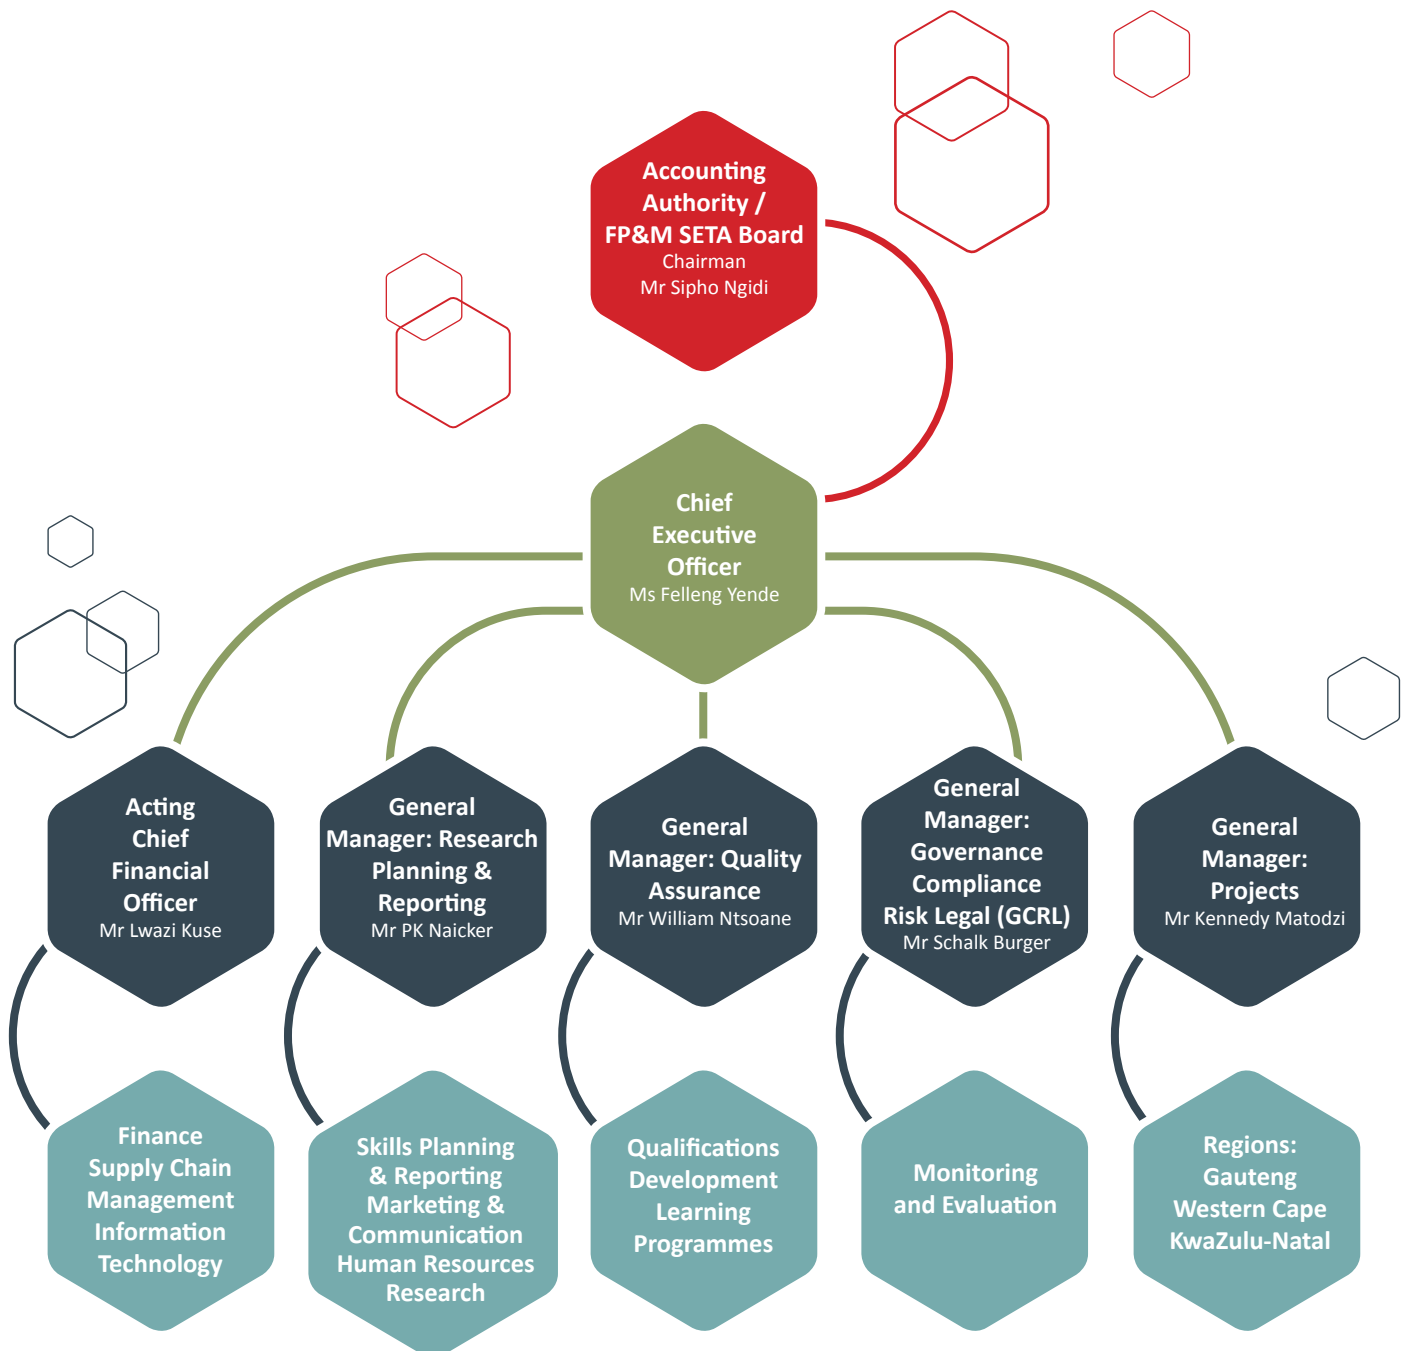 Accounting
Authority /
FP&M SETA Board
Chairman
Mr Sipho Ngidi
Chief
Executive
Officer
Ms Felleng Yende
Acting
Chief
Financial
Officer
Mr Lwazi Kuse
General
Manager: Research
Planning &
Reporting
Mr PK Naicker
General
Manager: Quality
Assurance
Mr William Ntsoane
General
Manager:
Governance
Compliance
Risk Legal (GCRL)
Mr Schalk Burger
General
Manager:
Projects
Mr Kennedy Matodzi
Finance
Supply Chain
Management
Information
Technology
Skills Planning
& Reporting
Marketing &
Communication
Human Resources
Research
Qualifications
Development
Learning
Programmes
Monitoring
and Evaluation
Regions:
Gauteng
Western Cape
KwaZulu-Natal